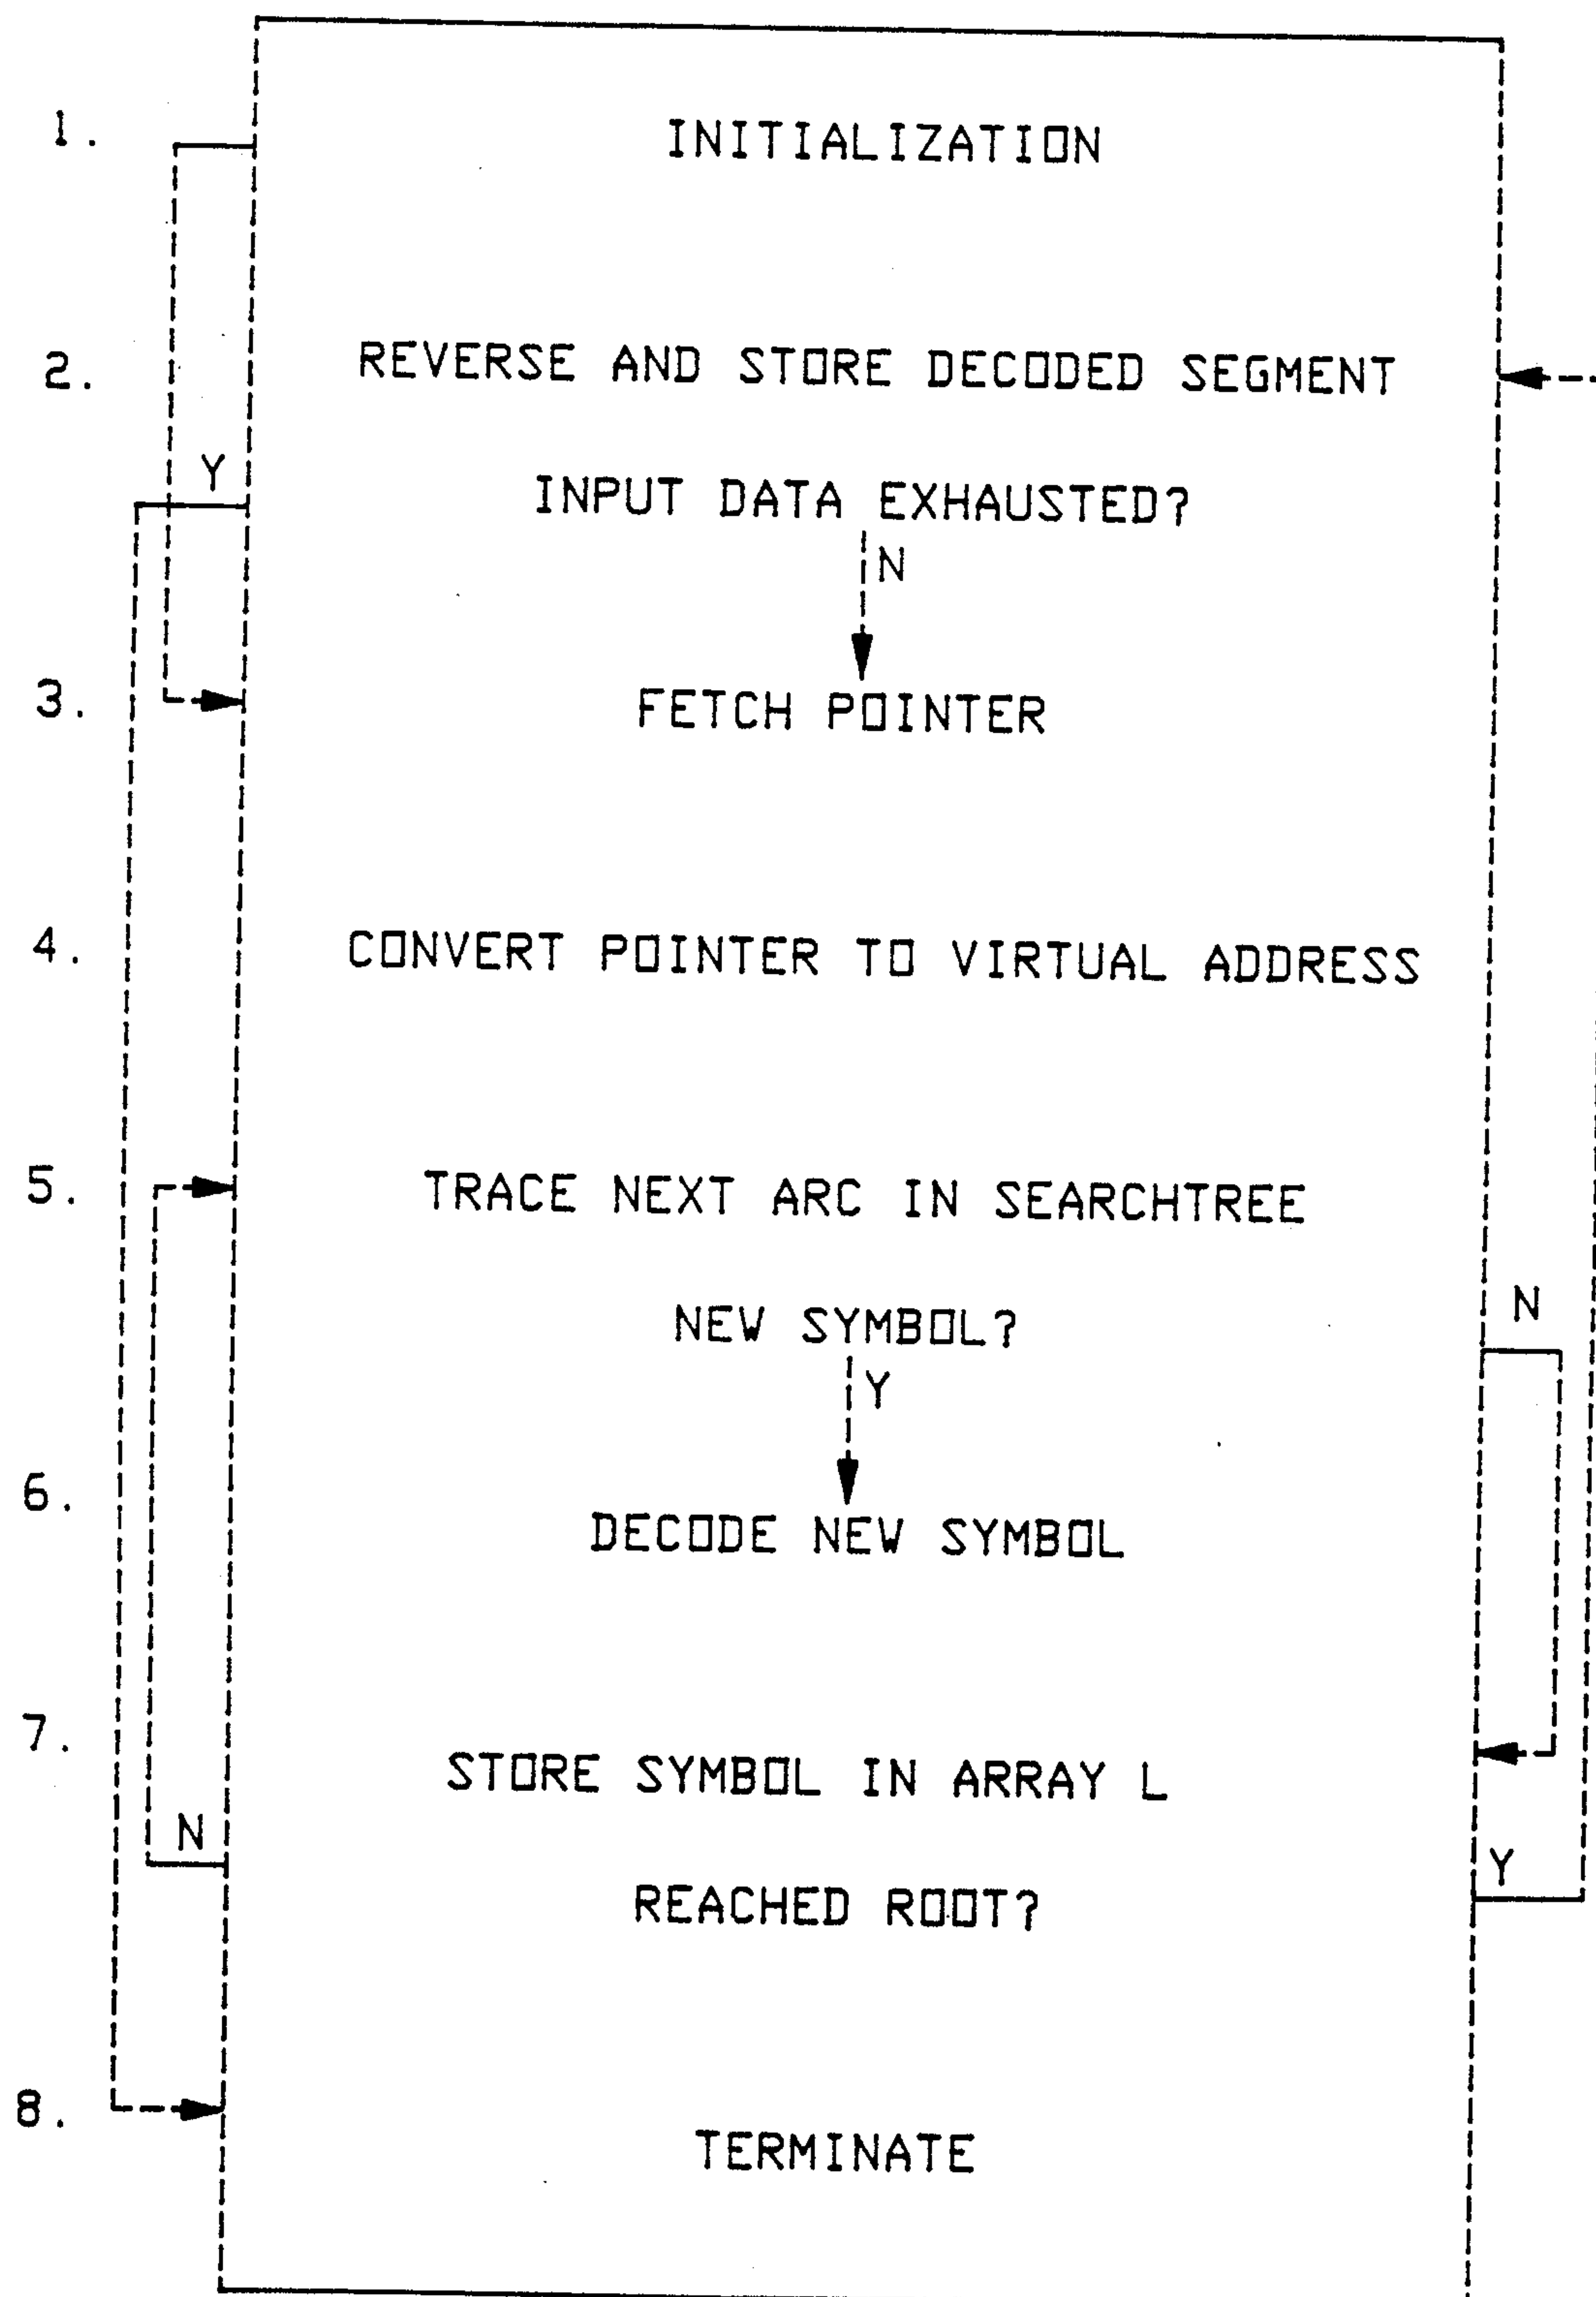 1. INITIALIZATION
2. REVERSE AND STORE DECODED SEGMENT
Y
INPUT DATA EXHAUSTED?
N
3. FETCH POINTER
4. CONVERT POINTER TO VIRTUAL ADDRESS
5. TRACE NEXT ARC IN SEARCHTREE
N
NEW SYMBOL?
Y
6. DECODE NEW SYMBOL
7. STORE SYMBOL IN ARRAY L
N
Y
REACHED ROOT?
8. TERMINATE